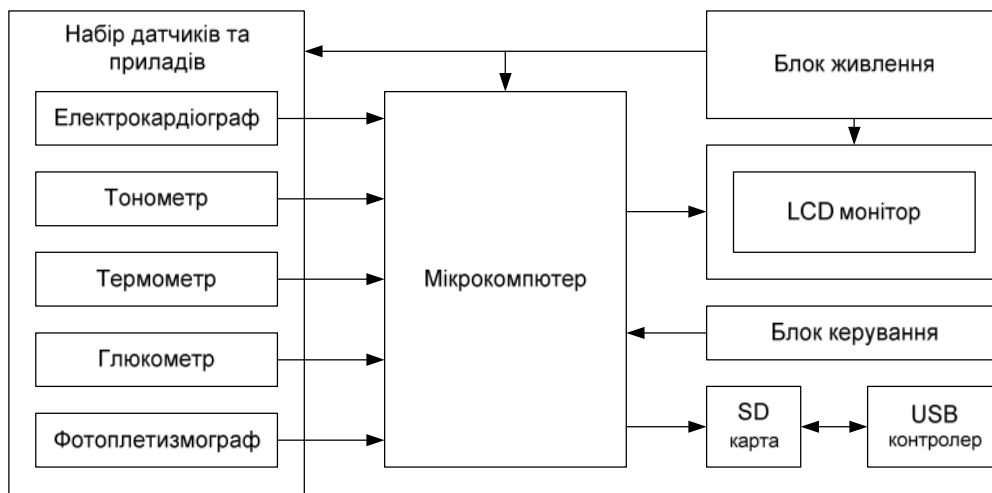 Набір датчиків та
приладів
Електрокардіограф
Тонометр
Термометр
Глюкометр
Фотоплетизмограф
Мікрокомпютер
Блок живлення
LCD монітор
Блок керування
SD
карта
USB
контролер